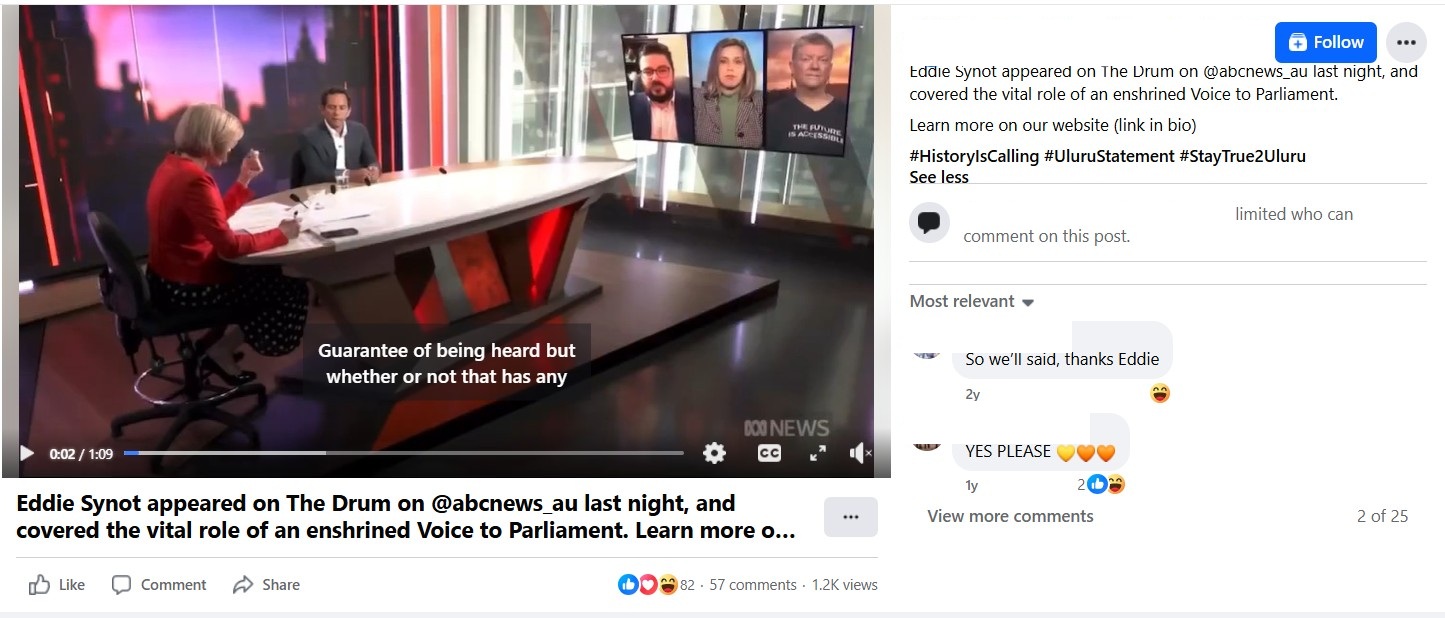 THE FUTURE
IS ACCESSIBLE
Guarantee of being heard but
whether or not that has any
ABC NEWS
0:02 / 1:09
CC
Eddie Synot appeared on The Drum on @abcnews_au last night, and
covered the vital role of an enshrined Voice to Parliament. Learn more o...
Like
Comment
Share
82 · 57 comments · 1.2K views
Follow
Eddie Synot appeared on The Drum on @abcnews_au last night, and
covered the vital role of an enshrined Voice to Parliament.
Learn more on our website (link in bio)
#HistoryIsCalling #UluruStatement #StayTrue2Uluru
See less
limited who can
comment on this post.
Most relevant
So we'll said, thanks Eddie
2y
YES PLEASE 💛🧡🧡
1y
2
View more comments
2 of 25